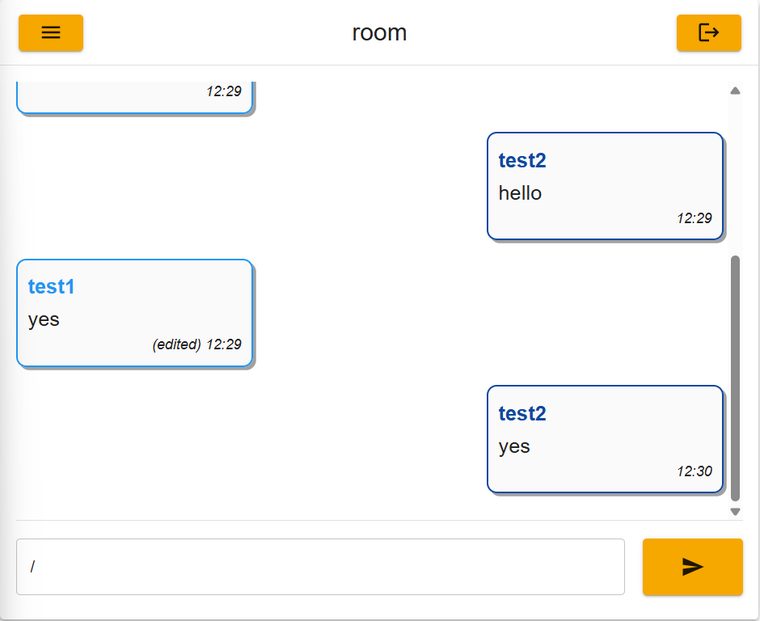 room
12:29
test2
hello
12:29
test1
yes
(edited) 12:29
test2
yes
12:30
/